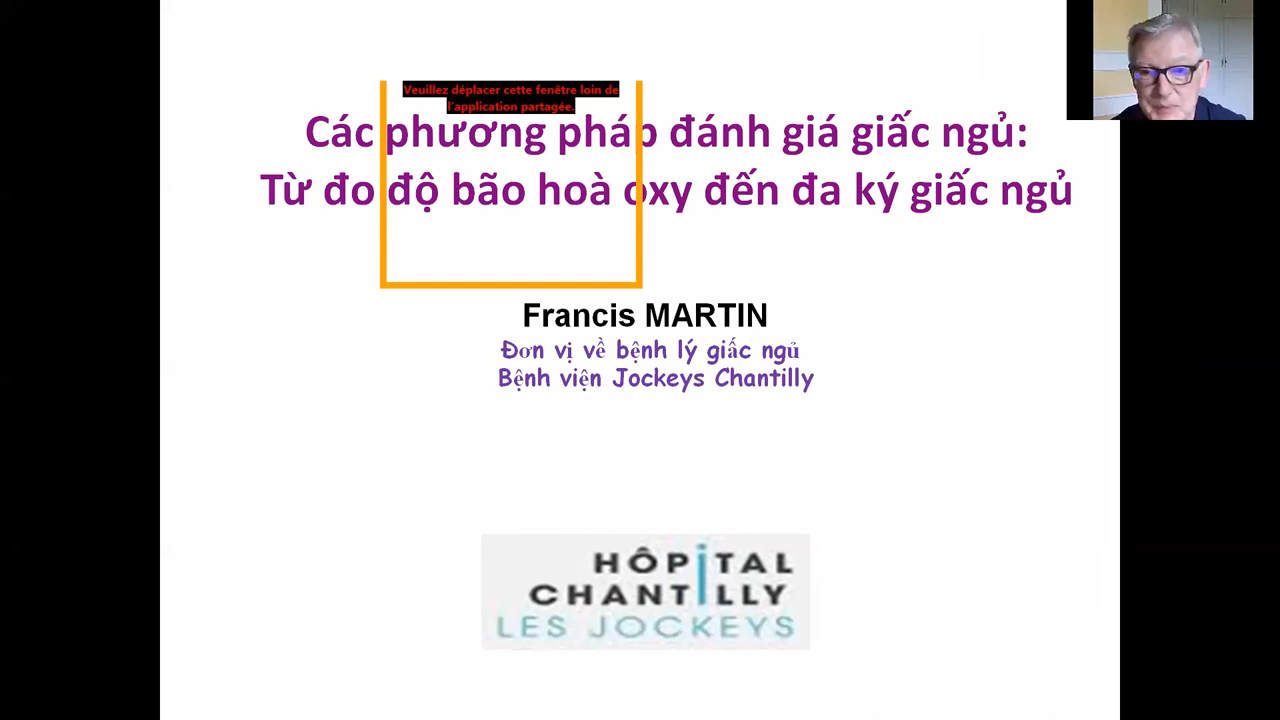 Veuillez déplacer cette fenêtre loin de
l'application partagée.
Các phương pháp đánh giá giấc ngủ:
Từ đo độ bão hoà oxy đến đa ký giấc ngủ
Francis MARTIN
Đơn vị về bệnh lý giấc ngủ
Bệnh viện Jockeys Chantilly
HÔPITAL
CHANTILLY
LES JOCKEYS